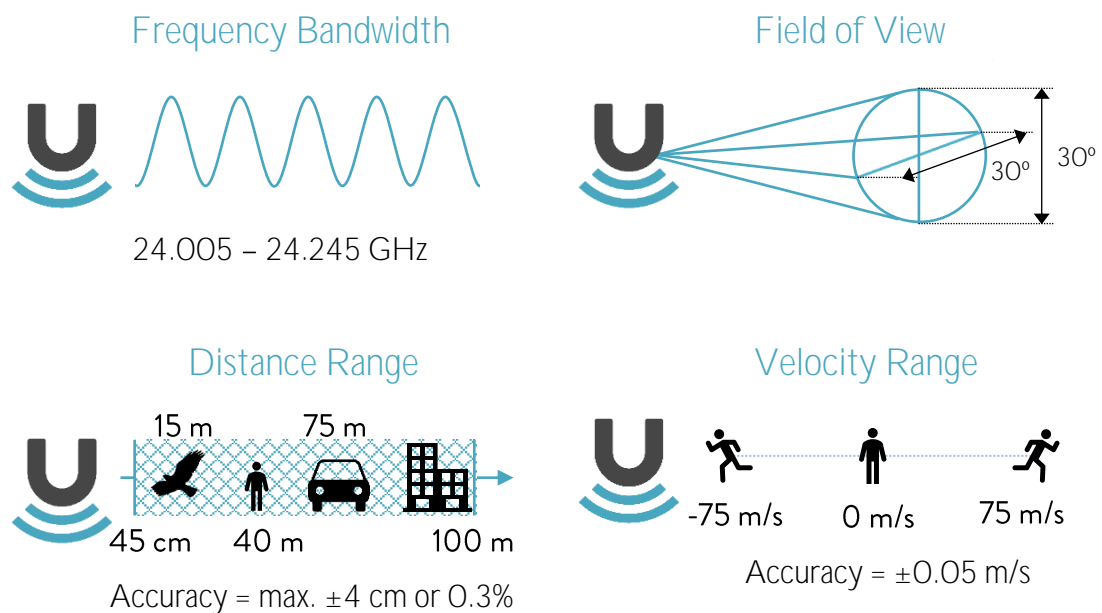 Frequency Bandwidth
24.005 – 24.245 GHz
Field of View
30º
30º
Distance Range
15 m
75 m
45 cm
40 m
100 m
Accuracy = max. ±4 cm or 0.3%
Velocity Range
-75 m/s
0 m/s
75 m/s
Accuracy = ±0.05 m/s